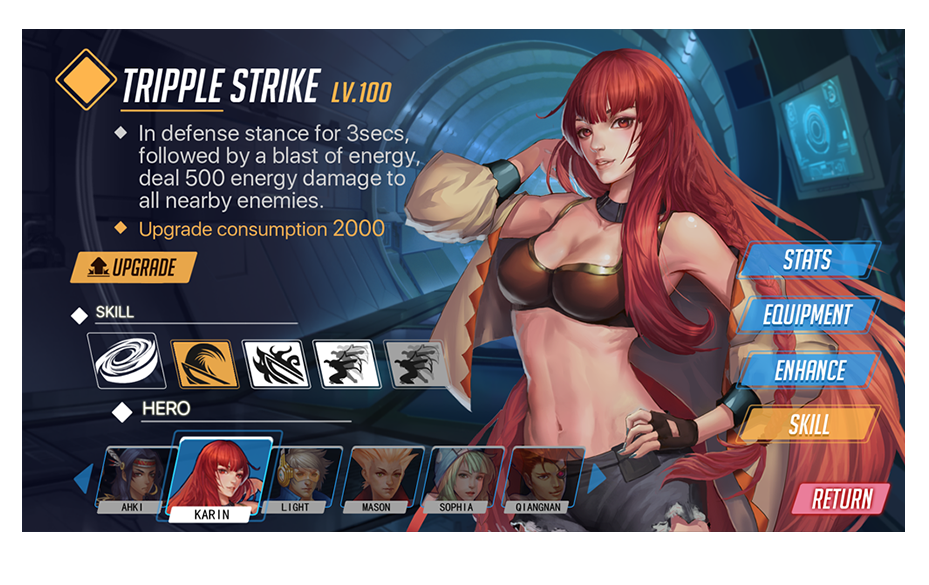 TRIPPLE STRIKE LV.100
In defense stance for 3secs,
followed by a blast of energy,
deal 500 energy damage to
all nearby enemies.
Upgrade consumption 2000
UPGRADE
SKILL
HERO
AHKI
KARIN
LIGHT
MASON
SOPHIA
QIANGNAN
STATS
EQUIPMENT
ENHANCE
SKILL
RETURN